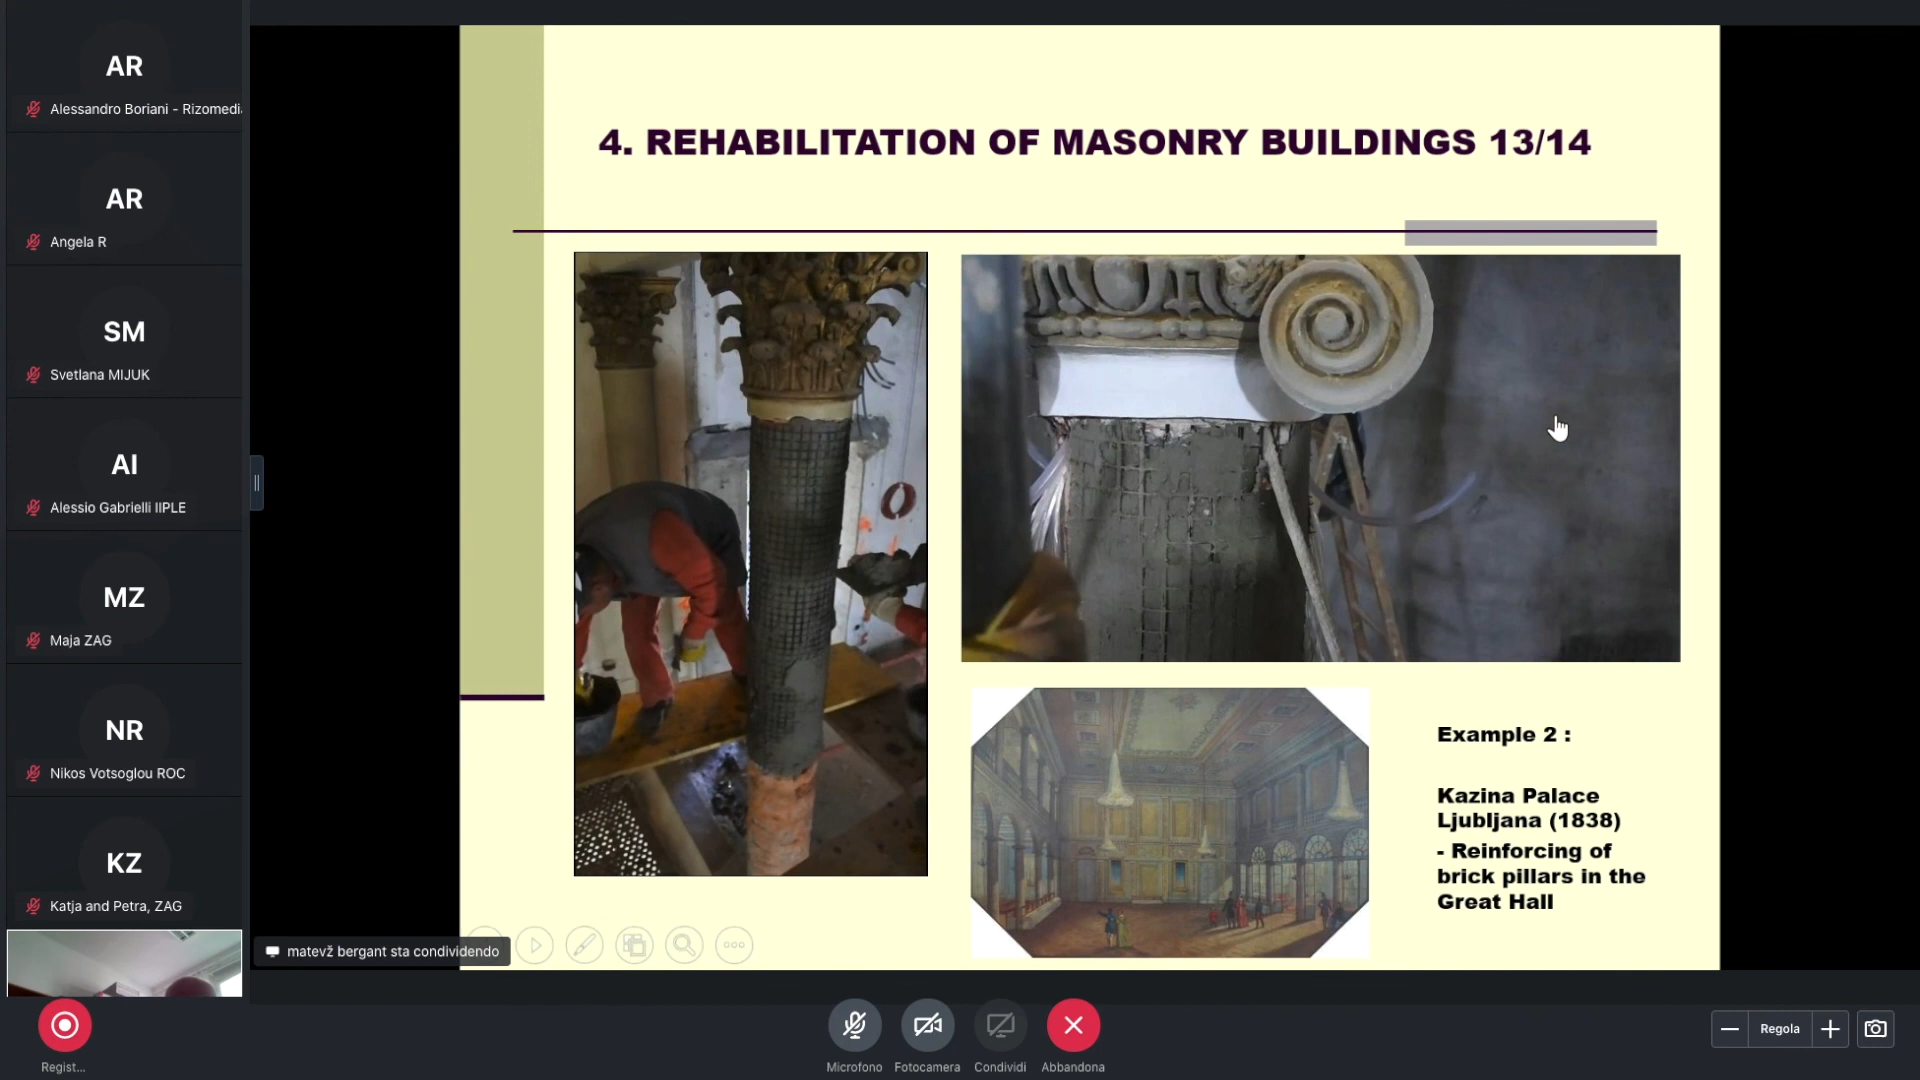 AR
Alessandro Boriani - Rizomedi
AR
Angela R
SM
Svetlana MIJUK
AI
Alessio Gabrielli IIPLE
MZ
Maja ZAG
NR
Nikos Votsoglou ROC
KZ
Katja and Petra, ZAG
4. REHABILITATION OF MASONRY BUILDINGS 13/14
Example 2 :
Kazina Palace
Ljubljana (1838)
- Reinforcing of
brick pillars in the
Great Hall
matevž bergant sta condividendo
Regist...
Microfono
Fotocamera
Condividi
Abbandona
Regola